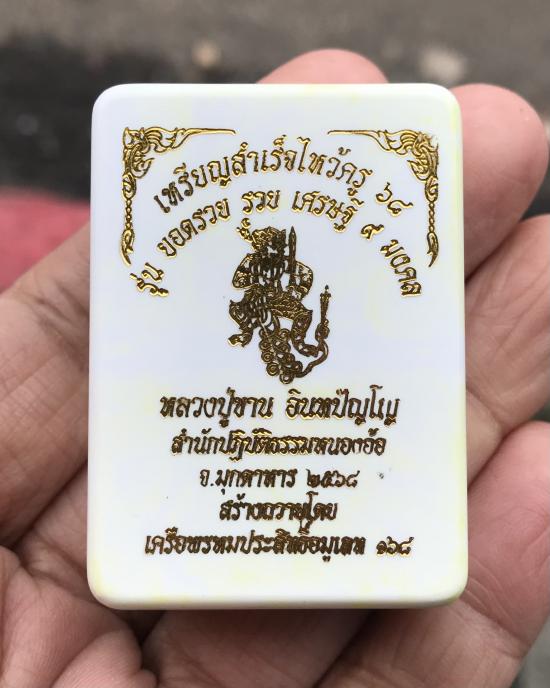 เหรียญสำเร็จไหว้ครู ๖๘
รุ่น ยอดรวย รวย เศรษฐี ๙ มงคล
หลวงปู่ชาน อินทปัญโญ
สำนักปฏิบัติธรรมหนองอ้อ
จ.มุกดาหาร ๒๕๖๘
สร้างถวายโดย
เครือพรหมประสิทธิ์อมูเลท ๑๖๘